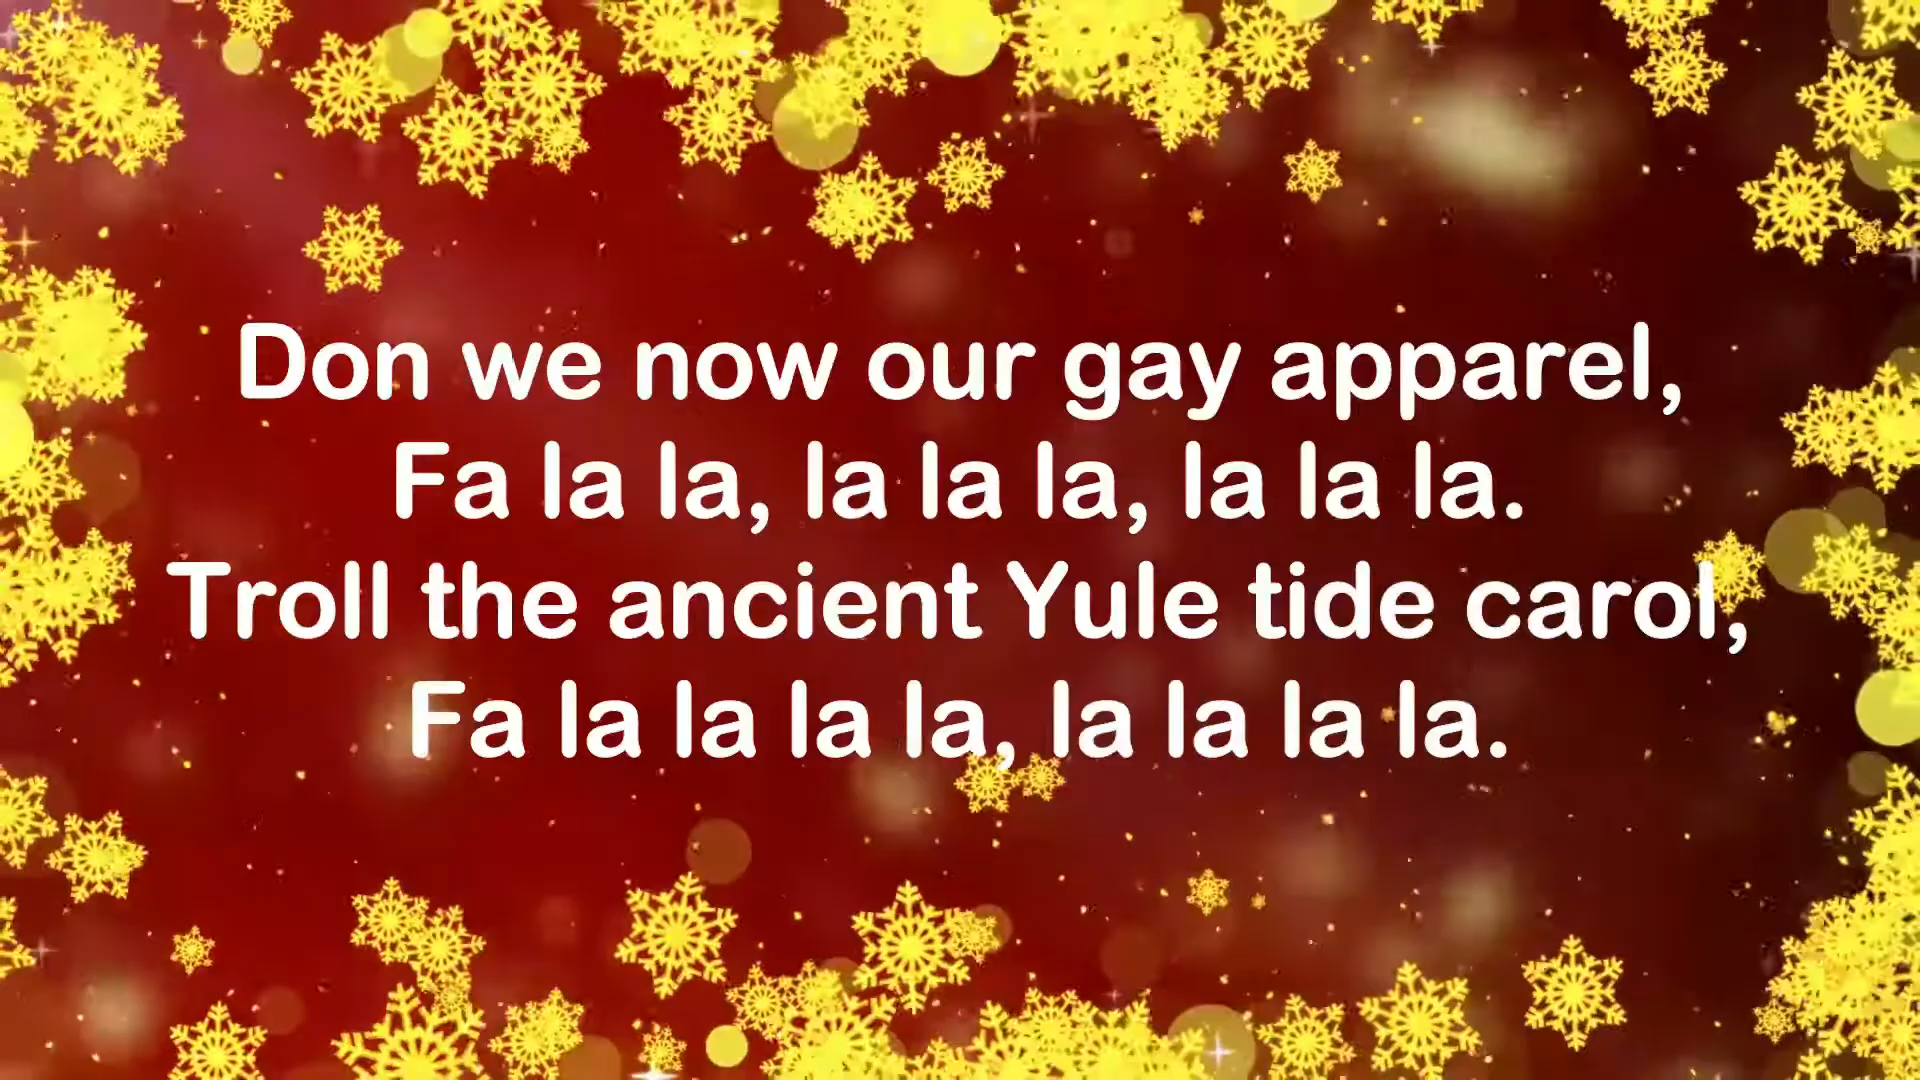 Don we now our gay apparel,
Fa la la, la la la, la la la.
Troll the ancient Yule tide carol,
Fa la la la la, la la la la.